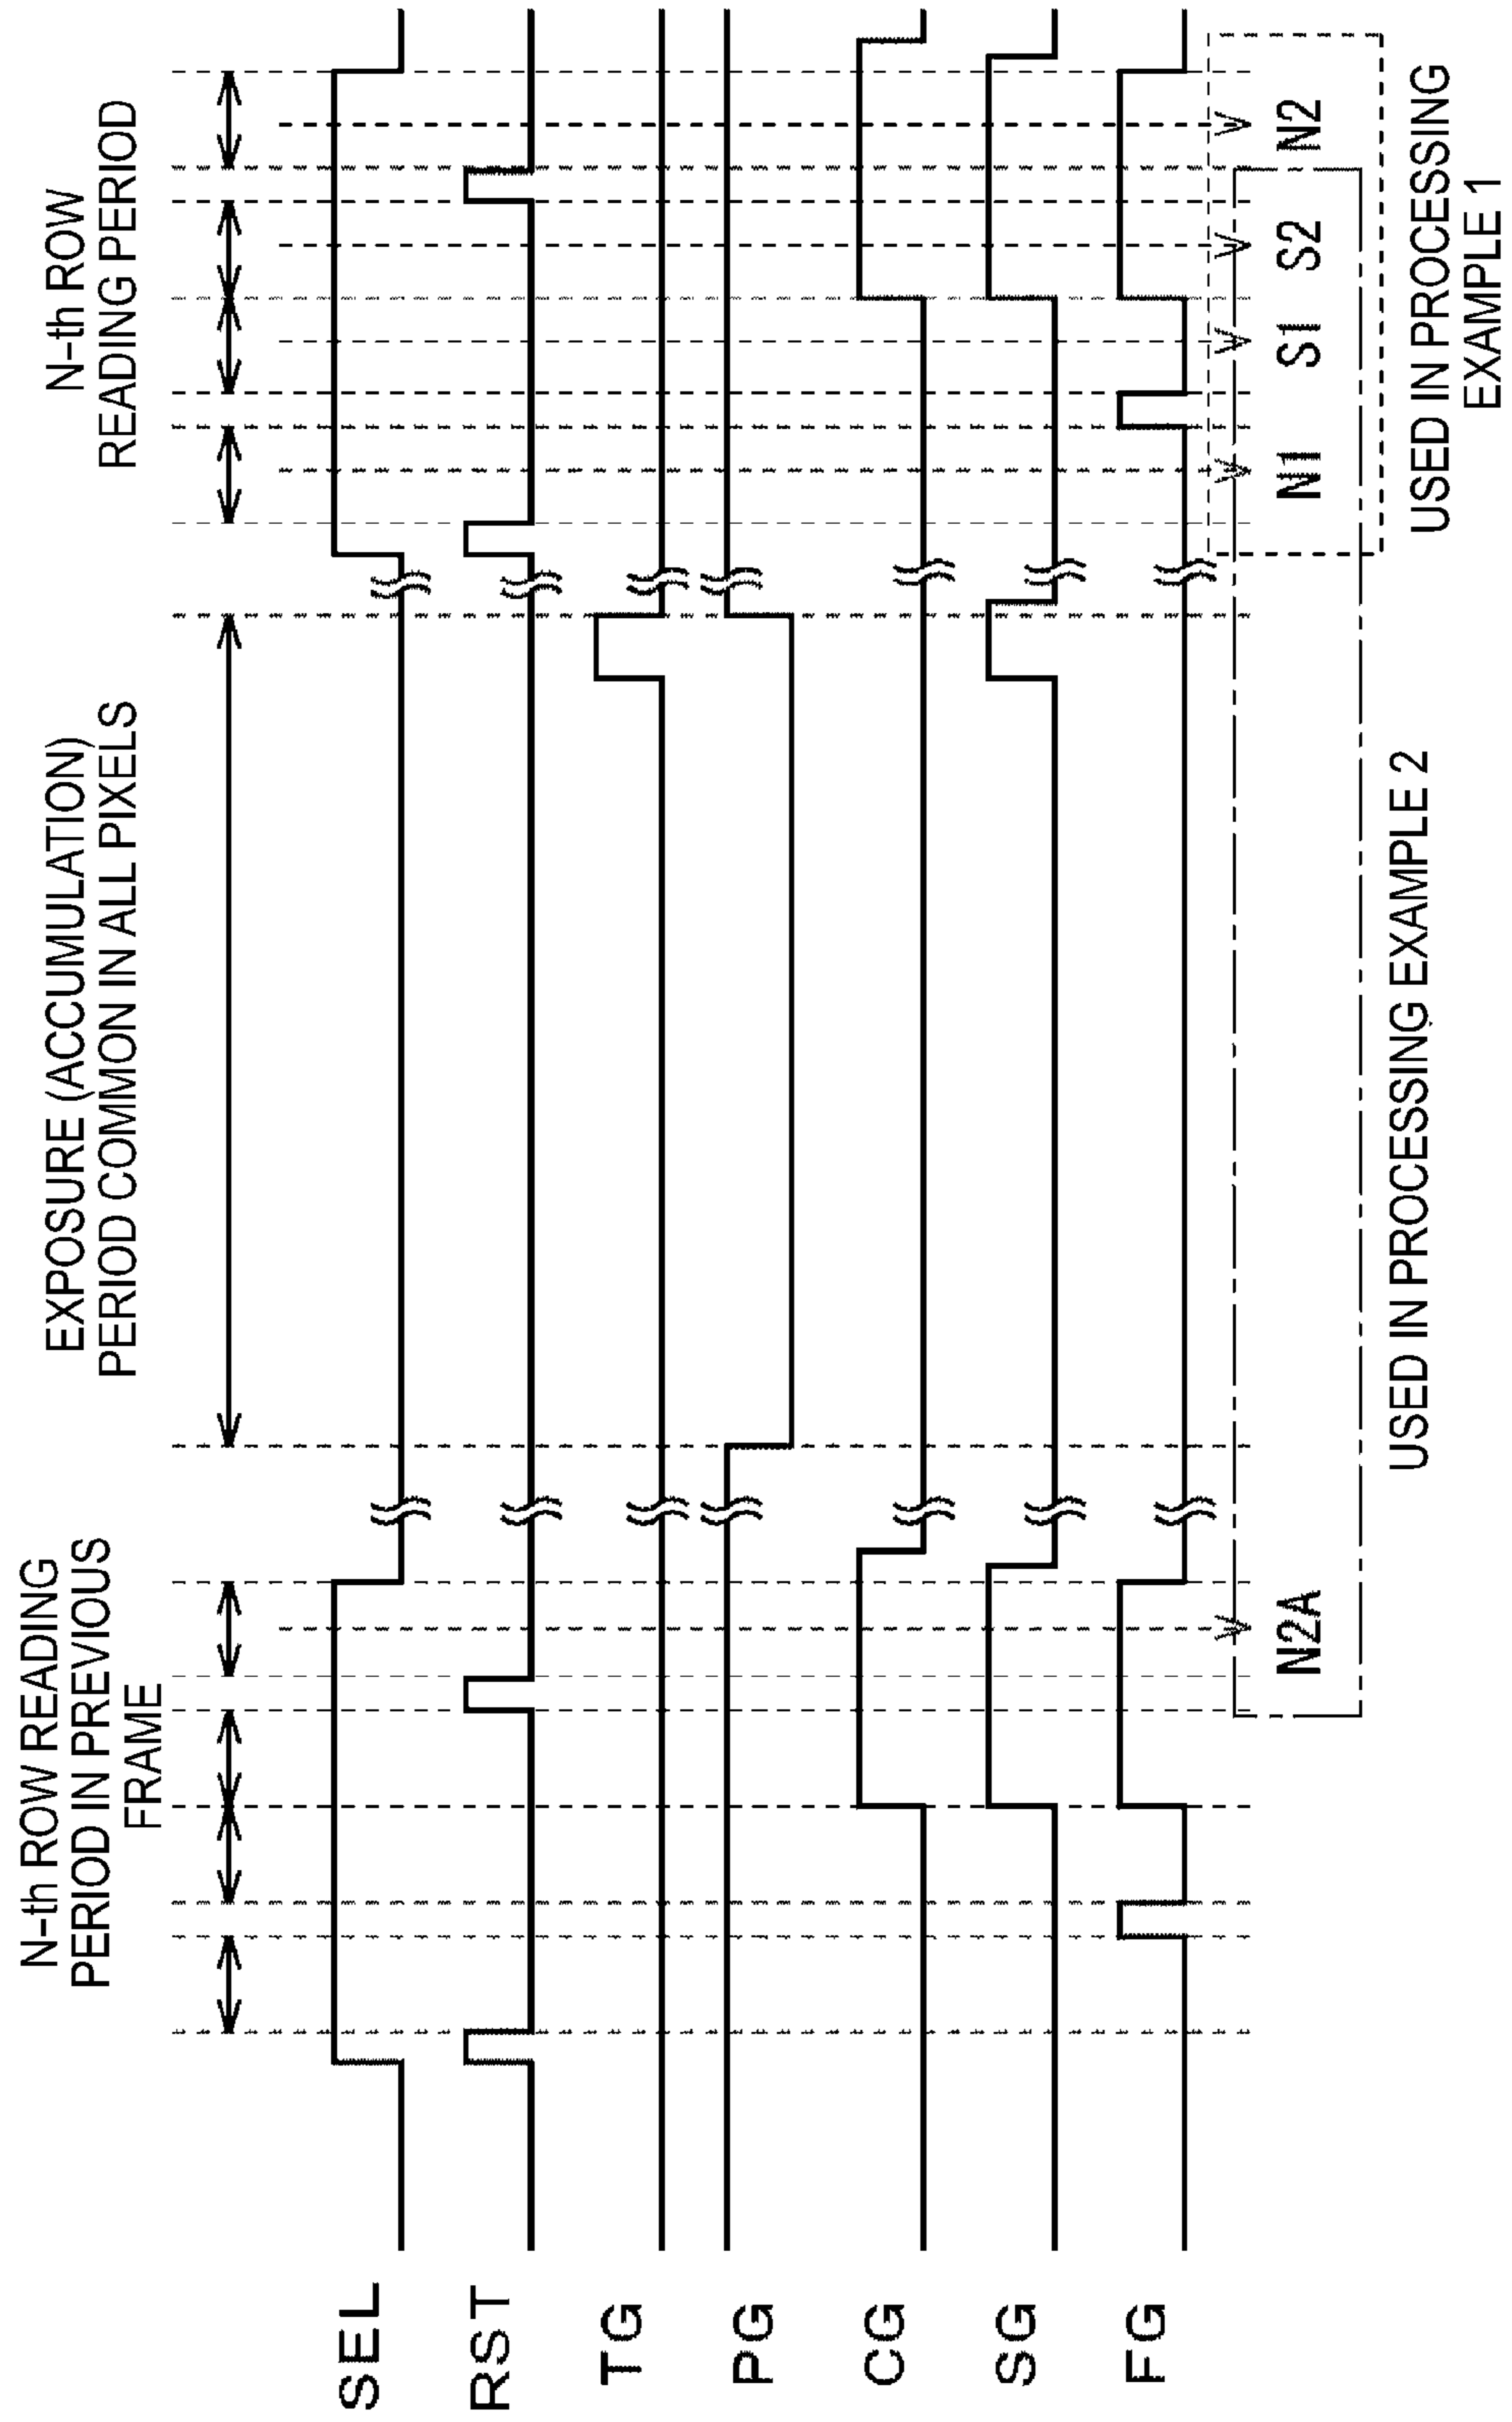 N-th ROW READING
PERIOD IN PREVIOUS
FRAME
EXPOSURE (ACCUMULATION)
PERIOD COMMON IN ALL PIXELS
N-th ROW
READING PERIOD
SEL
RST
TG
PG
CG
SG
FG
N2A
N1
S1
S2
N2
USED IN PROCESSING EXAMPLE 2
USED IN PROCESSING
EXAMPLE 1